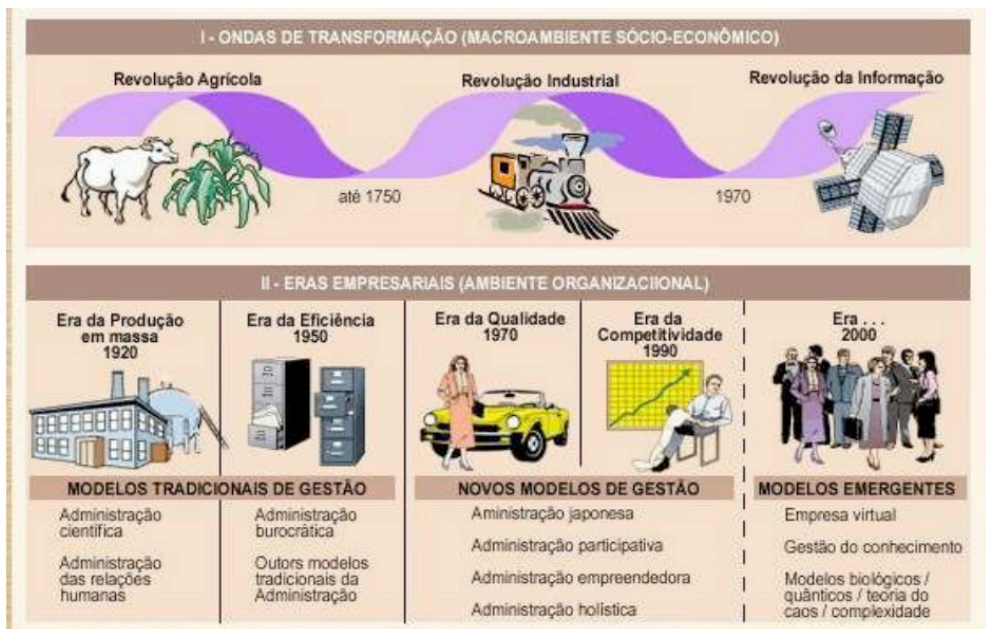 I - ONDAS DE TRANSFORMAÇÃO (MACROAMBIENTE SÓCIO-ECONÔMICO)
Revolução Agrícola
Revolução Industrial
Revolução da Informação
até 1750
1970
II - ERAS EMPRESARIAIS (AMBIENTE ORGANIZACIIONAL)
Era da Produção
em massa
1920
Era da Eficiência
1950
Era da Qualidade
1970
Era da
Competitividade
1990
Era . . .
2000
MODELOS TRADICIONAIS DE GESTÃO
Administração
científica
Administração
das relações
humanas
Administração
burocrática
Outors modelos
tradicionais da
Administração
NOVOS MODELOS DE GESTÃO
Aministração japonesa
Administração participativa
Administração empreendedora
Administração holística
MODELOS EMERGENTES
Empresa virtual
Gestão do conhecimento
Modelos biológicos /
quânticos / teoria do
caos / complexidade